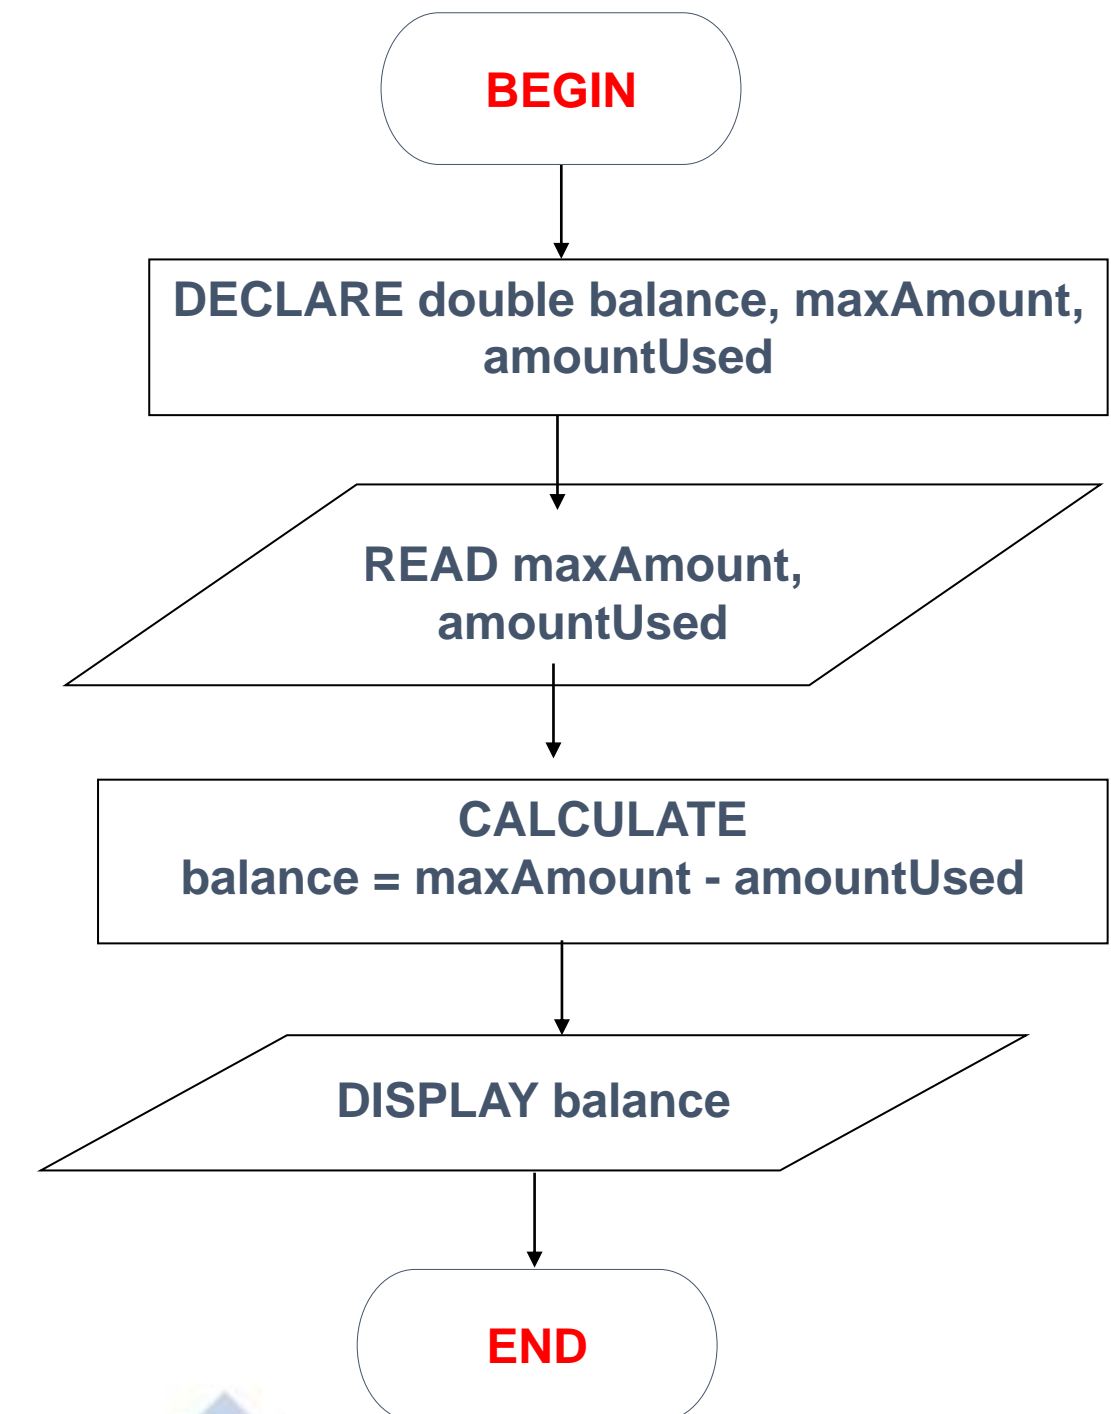 BEGIN
DECLARE double balance, maxAmount,
amountUsed
READ maxAmount,
amountUsed
CALCULATE
balance = maxAmount - amountUsed
DISPLAY balance
END